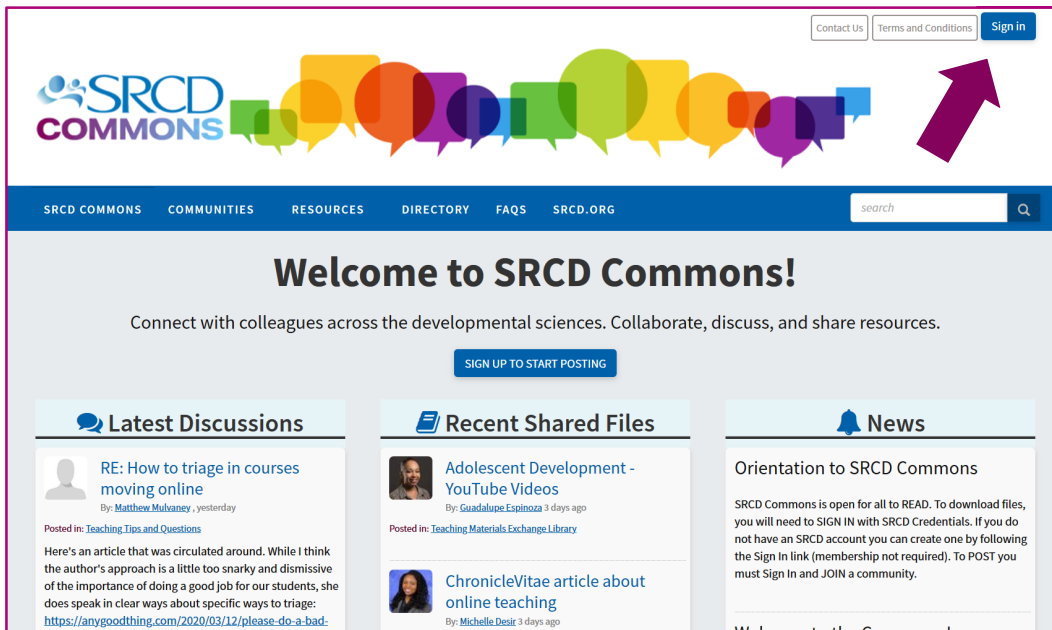 Contact Us
Terms and Conditions
Sign in
SRCD
COMMONS
SRCD COMMONS
COMMUNITIES
RESOURCES
DIRECTORY
FAQS
SRCD.ORG
search
Welcome to SRCD Commons!
Connect with colleagues across the developmental sciences. Collaborate, discuss, and share resources.
SIGN UP TO START POSTING
Latest Discussions
RE: How to triage in courses
moving online
By: Matthew Mulvaney , yesterday
Posted in: Teaching Tips and Questions
Here's an article that was circulated around. While I think
the author's approach is a little too snarky and dismissive
of the importance of doing a good job for our students, she
does speak in clear ways about specific ways to triage:
https://anygoodthing.com/2020/03/12/please-do-a-bad-
Recent Shared Files
Adolescent Development -
YouTube Videos
By: Guadalupe Espinoza 3 days ago
Posted in: Teaching Materials Exchange Library
ChronicleVitae article about
online teaching
By: Michelle Desir 3 days ago
News
Orientation to SRCD Commons
SRCD Commons is open for all to READ. To download files,
you will need to SIGN IN with SRCD Credentials. If you do
not have an SRCD account you can create one by following
the Sign In link (membership not required). To POST you
must Sign In and JOIN a community.